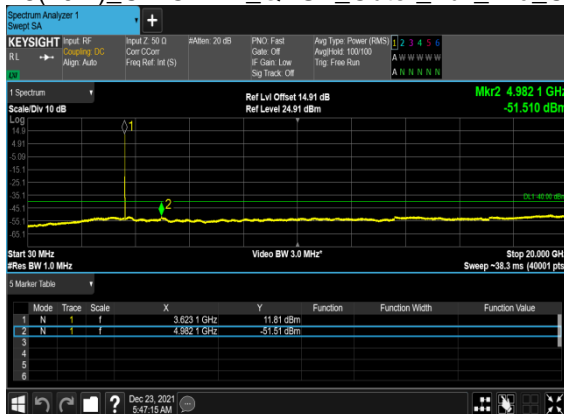 Spectrum Analyzer 1
Swept SA
+
KEYSIGHT
RL
Input: RF
Coupling: DC
Align: Auto
Input Z: 50 Ω
Corr CCorr
Freq Ref: Int (S)
#Atten: 20 dB
PNO: Fast
Gate: Off
IF Gain: Low
Sig Track: Off
Avg Type: Power (RMS)
Avg|Hold: 100/100
Trig: Free Run
1 2 3 4 5 6
A W W W W W
A N N N N N
1 Spectrum
Scale/Div 10 dB
Ref Lvl Offset 14.91 dB
Ref Level 24.91 dBm
Mkr2 4.982 1 GHz
-51.510 dBm
Log
14.9
4.91
-5.09
-15.1
-25.1
-35.1
-45.1
-55.1
-65.1
1
2
DL1 -40.00 dBm
Start 30 MHz
#Res BW 1.0 MHz
Video BW 3.0 MHz*
Stop 20.000 GHz
Sweep ~38.3 ms (40001 pts)
5 Marker Table
Mode Trace Scale X Y Function Function Width Function Value
1 N 1 f 3.623 1 GHz 11.81 dBm
2 N 1 f 4.982 1 GHz -51.51 dBm
3
4
5
6
?
Dec 23, 2021
5:47:15 AM